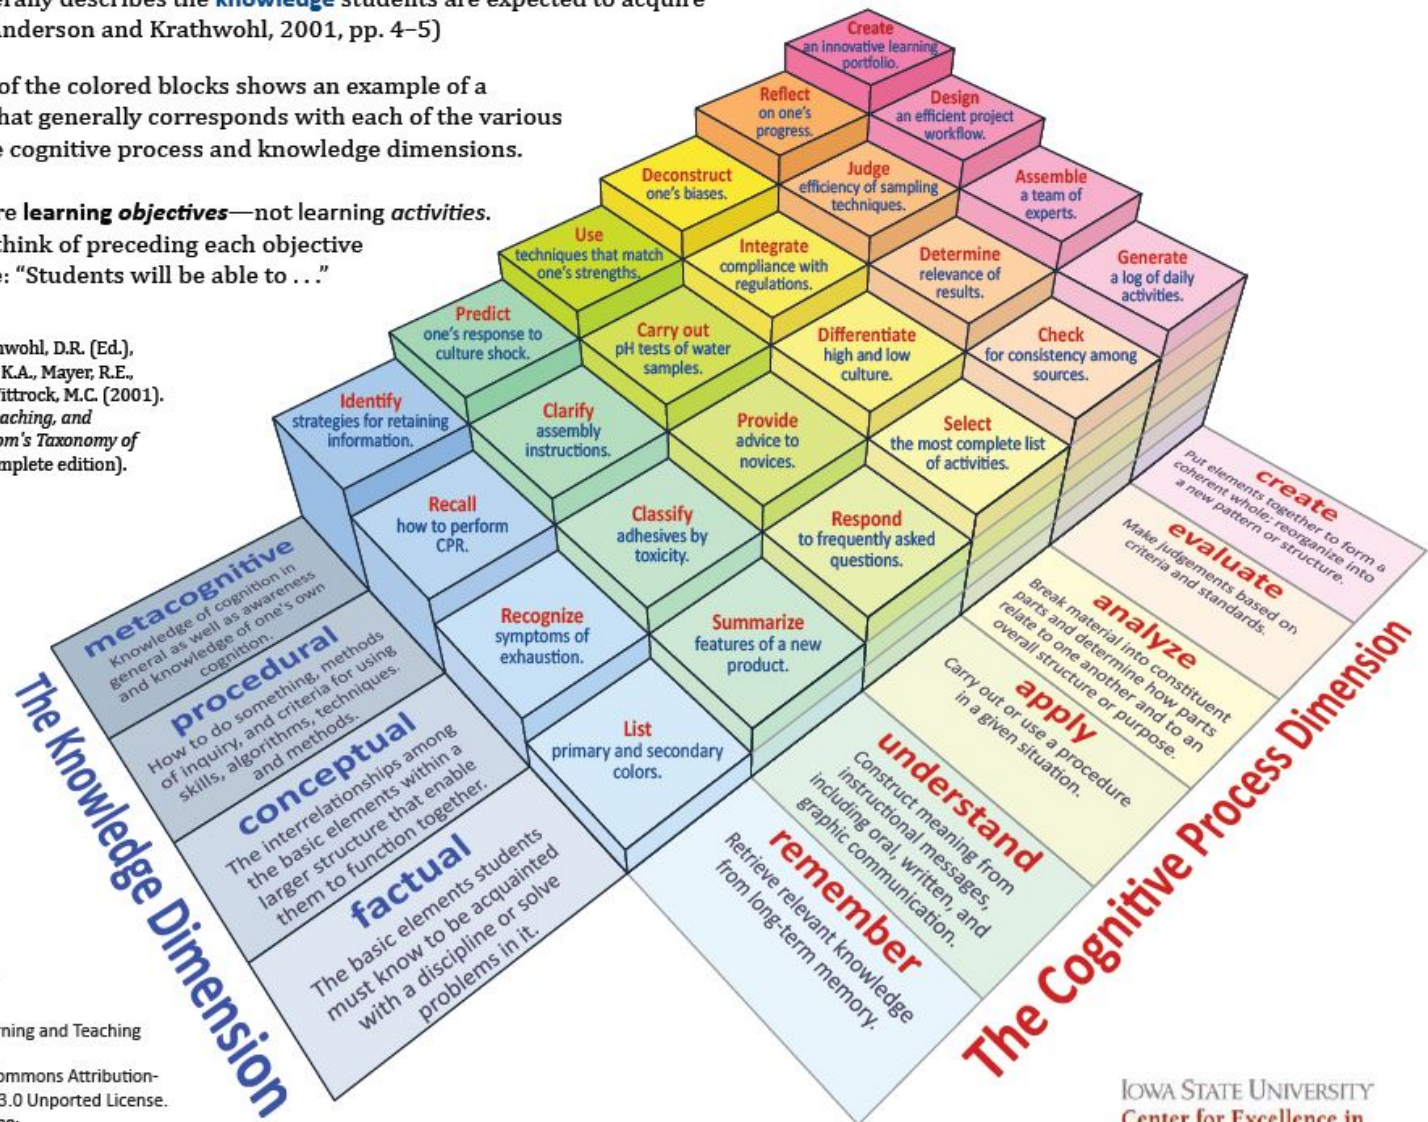 erally describes the knowledge students are expected to acquire
nderson and Krathwohl, 2001, pp. 4–5)
of the colored blocks shows an example of a
hat generally corresponds with each of the various
e cognitive process and knowledge dimensions.
re learning objectives—not learning activities.
think of preceding each objective
e: “Students will be able to . . .”
hwohl, D.R. (Ed.),
K.A., Mayer, R.E.,
ittrock, M.C. (2001).
aching, and
om's Taxonomy of
mplete edition).
Create
an innovative learning
portfolio.
Reflect
on one's
progress.
Design
an efficient project
workflow.
Deconstruct
one's biases.
Judge
efficiency of sampling
techniques.
Assemble
a team of
experts.
Use
techniques that match
one's strengths.
Integrate
compliance with
regulations.
Determine
relevance of
results.
Generate
a log of daily
activities.
Predict
one's response to
culture shock.
Carry out
pH tests of water
samples.
Differentiate
high and low
culture.
Check
for consistency among
sources.
Identify
strategies for retaining
information.
Clarify
assembly
instructions.
Provide
advice to
novices.
Select
the most complete list
of activities.
Recall
how to perform
CPR.
Classify
adhesives by
toxicity.
Respond
to frequently asked
questions.
Recognize
symptoms of
exhaustion.
Summarize
features of a new
product.
List
primary and secondary
colors.
metacognitive
Knowledge of cognition in
general as well as awareness
and knowledge of one's own
cognition.
procedural
How to do something, methods
of inquiry, and criteria for using
skills, algorithms, techniques,
and methods.
conceptual
The interrelationships among
the basic elements within a
larger structure that enable
them to function together.
factual
The basic elements students
must know to be acquainted
with a discipline or solve
problems in it.
The Knowledge Dimension
create
Put elements together to form a
coherent whole; reorganize into
a new pattern or structure.
evaluate
Make judgements based on
criteria and standards.
analyze
Break material into constituent
parts and determine how parts
relate to one another and to an
overall structure or purpose.
apply
Carry out or use a procedure
in a given situation.
understand
Construct meaning from
instructional messages,
including oral, written, and
graphic communication.
remember
Retrieve relevant knowledge
from long-term memory.
The Cognitive Process Dimension
rning and Teaching
ommons Attribution-
3.0 Unported License.
IOWA STATE UNIVERSITY
Center for Excellence in